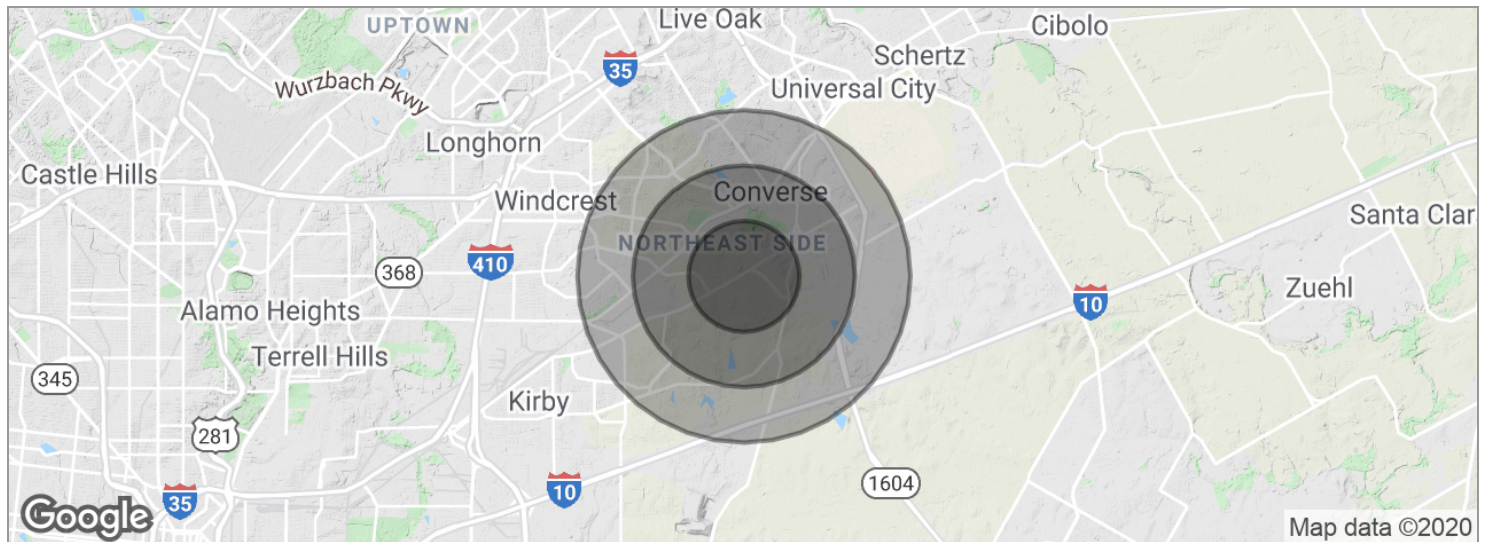 UPTOWN
Live Oak
Cibolo
Schertz
35
Wurzbach Pkwy
Universal City
Longhorn
Castle Hills
Converse
Windcrest
Santa Clar
NORTHEAST SIDE
410
368
Zuehl
10
Alamo Heights
Terrell Hills
345
Kirby
281
1604
10
35
Google
Map data ©2020